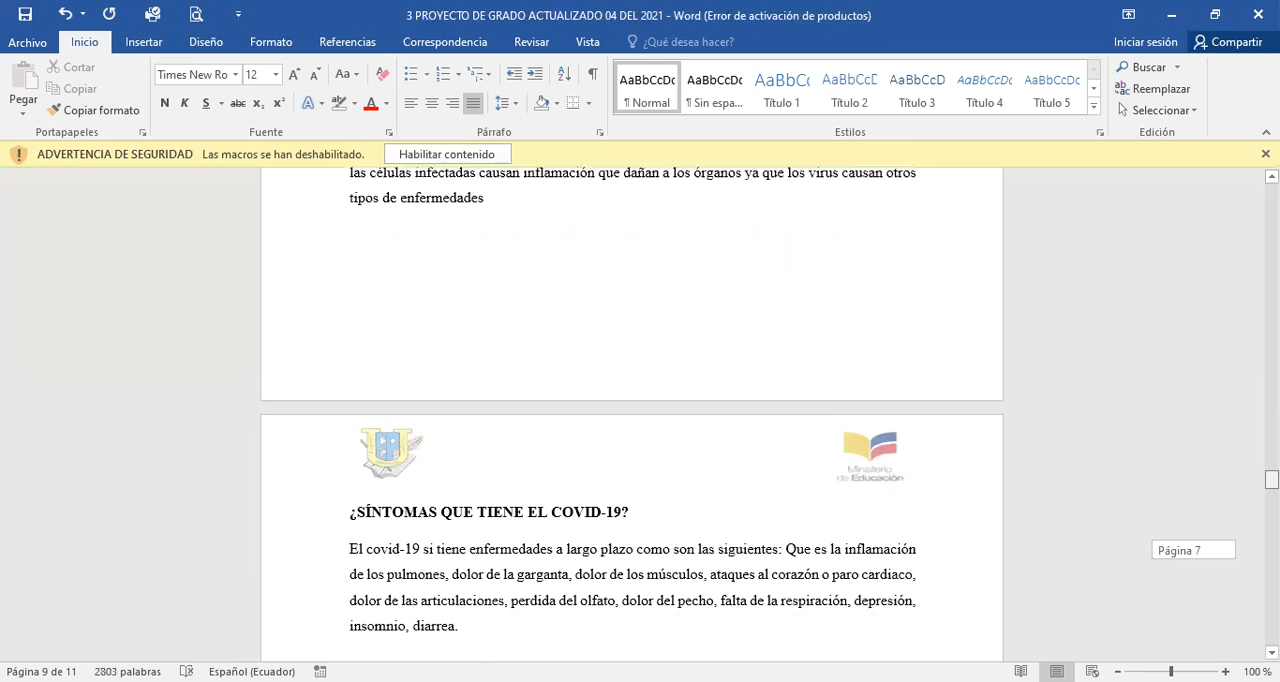 3 PROYECTO DE GRADO ACTUALIZADO 04 DEL 2021 - Word (Error de activación de productos)
Archivo Inicio Insertar Diseño Formato Referencias Correspondencia Revisar Vista ¿Qué desea hacer? Iniciar sesión Compartir
Pegar
Cortar
Copiar
Copiar formato
Times New Ro 12
Aa
N K S abc x₂ x² A A
AaBbCcDc AaBbCcDc AaBbCc AaBbCcD AaBbCcD AaBbCcDc AaBbCcDc
¶ Normal ¶ Sin espa... Título 1 Título 2 Título 3 Título 4 Título 5
Buscar
Reemplazar
Seleccionar
Portapapeles Fuente Párrafo Estilos Edición
ADVERTENCIA DE SEGURIDAD Las macros se han deshabilitado. Habilitar contenido
las células infectadas causan inflamación que dañan a los órganos ya que los virus causan otros
tipos de enfermedades
Ministerio
de Educación
¿SÍNTOMAS QUE TIENE EL COVID-19?
El covid-19 si tiene enfermedades a largo plazo como son las siguientes: Que es la inflamación
de los pulmones, dolor de la garganta, dolor de los músculos, ataques al corazón o paro cardiaco,
dolor de las articulaciones, perdida del olfato, dolor del pecho, falta de la respiración, depresión,
insomnio, diarrea.
Página 7
Página 9 de 11 2803 palabras Español (Ecuador) 100 %